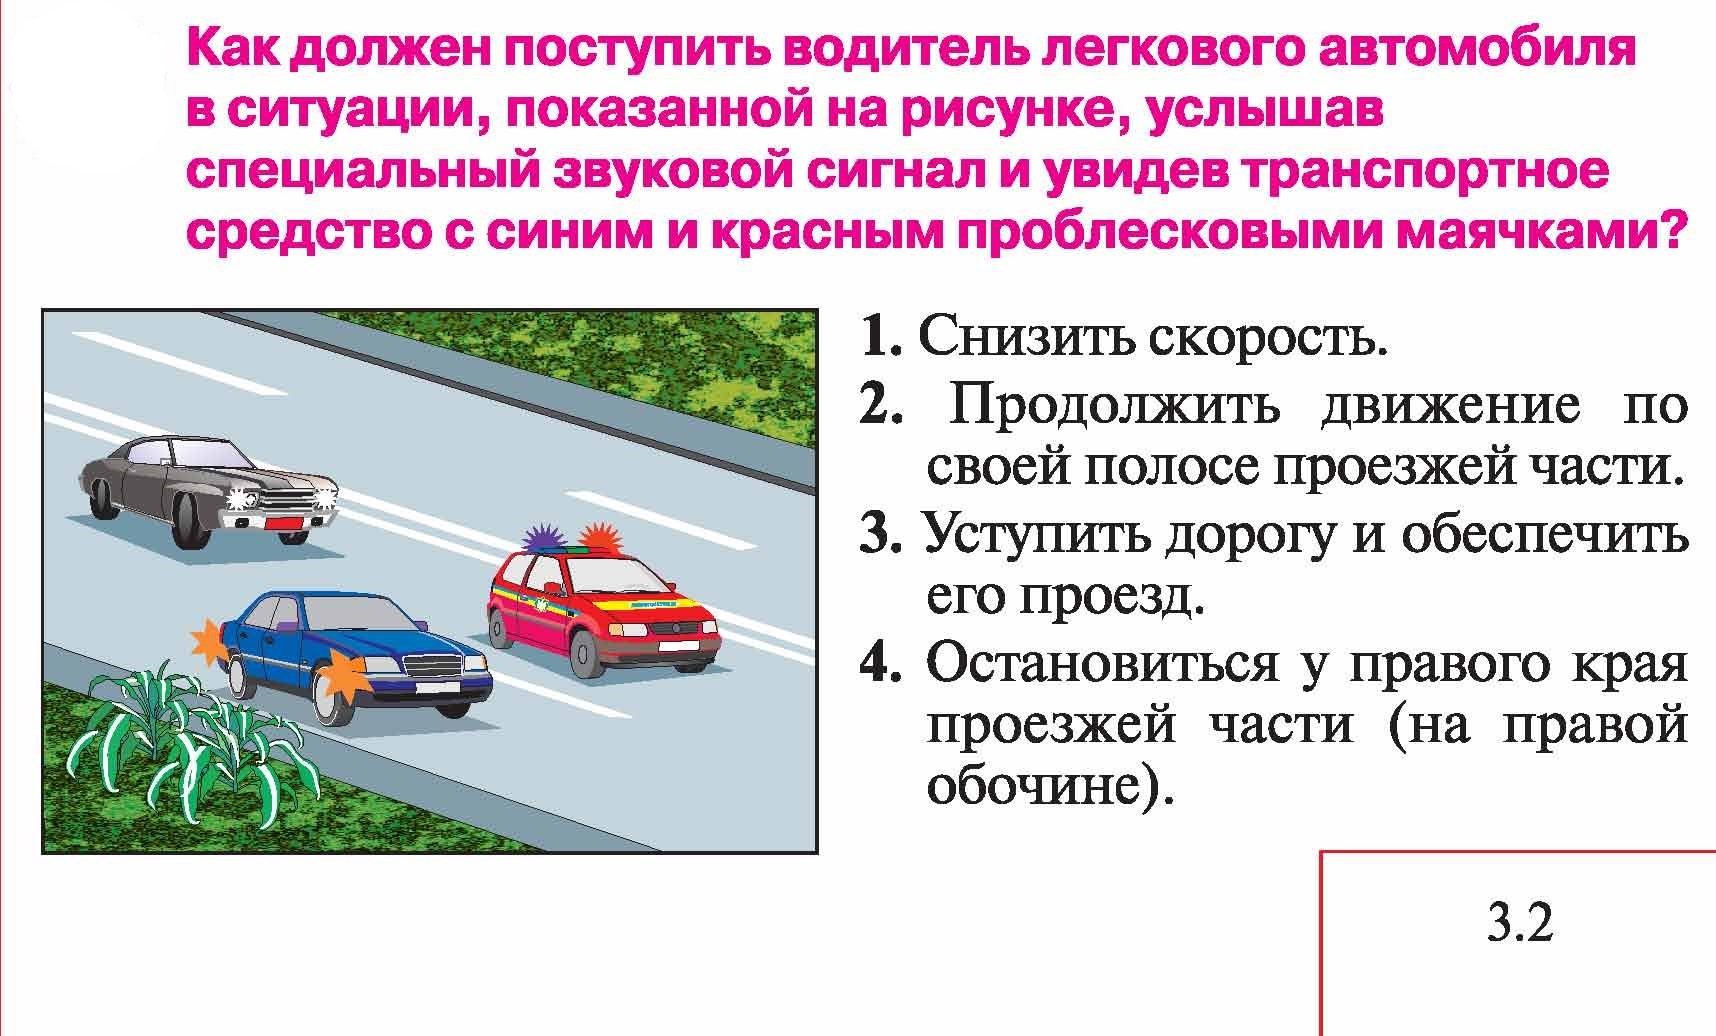 Как должен поступить водитель легкового автомобиля
в ситуации, показанной на рисунке, услышав
специальный звуковой сигнал и увидев транспортное
средство с синим и красным проблесковыми маячками?
1. Снизить скорость.
2. Продолжить движение по
своей полосе проезжей части.
3. Уступить дорогу и обеспечить
его проезд.
4. Остановиться у правого края
проезжей части (на правой
обочине).
3.2